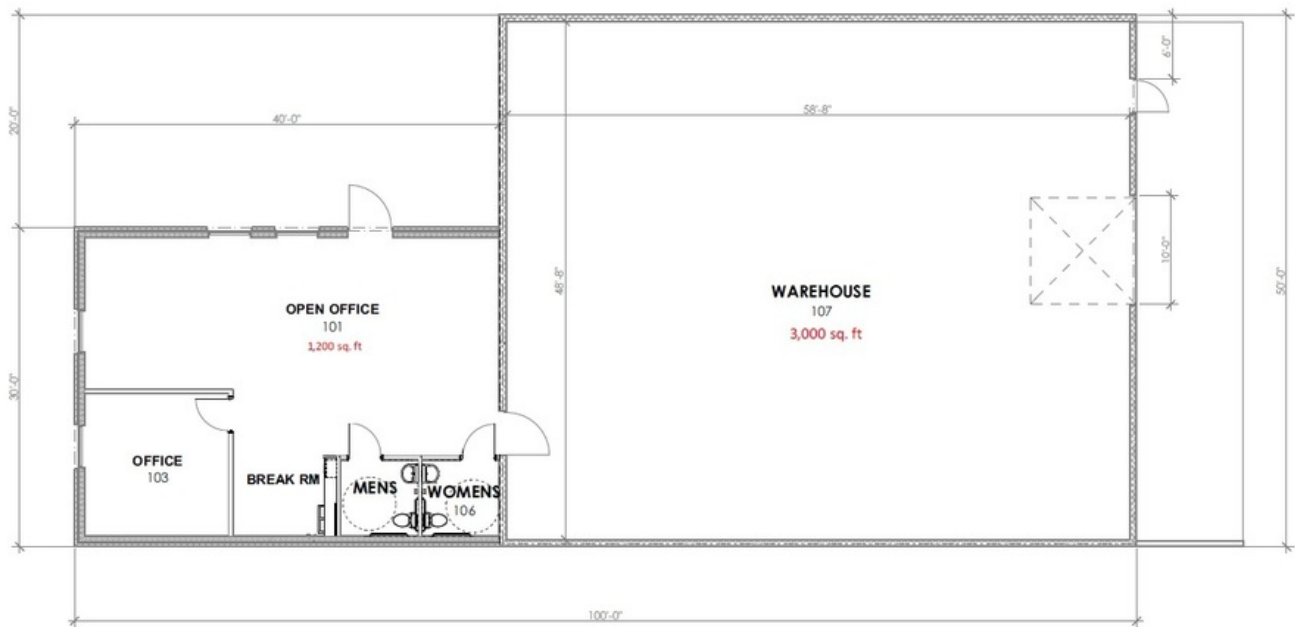 6'-0"
20'-0"
58'-8"
40'-0"
10'-0"
48'-8"
50'-0"
WAREHOUSE
107
3,000 sq. ft
OPEN OFFICE
101
1,200 sq. ft
30'-0"
OFFICE
103
BREAK RM
MENS
WOMENS
106
100'-0"